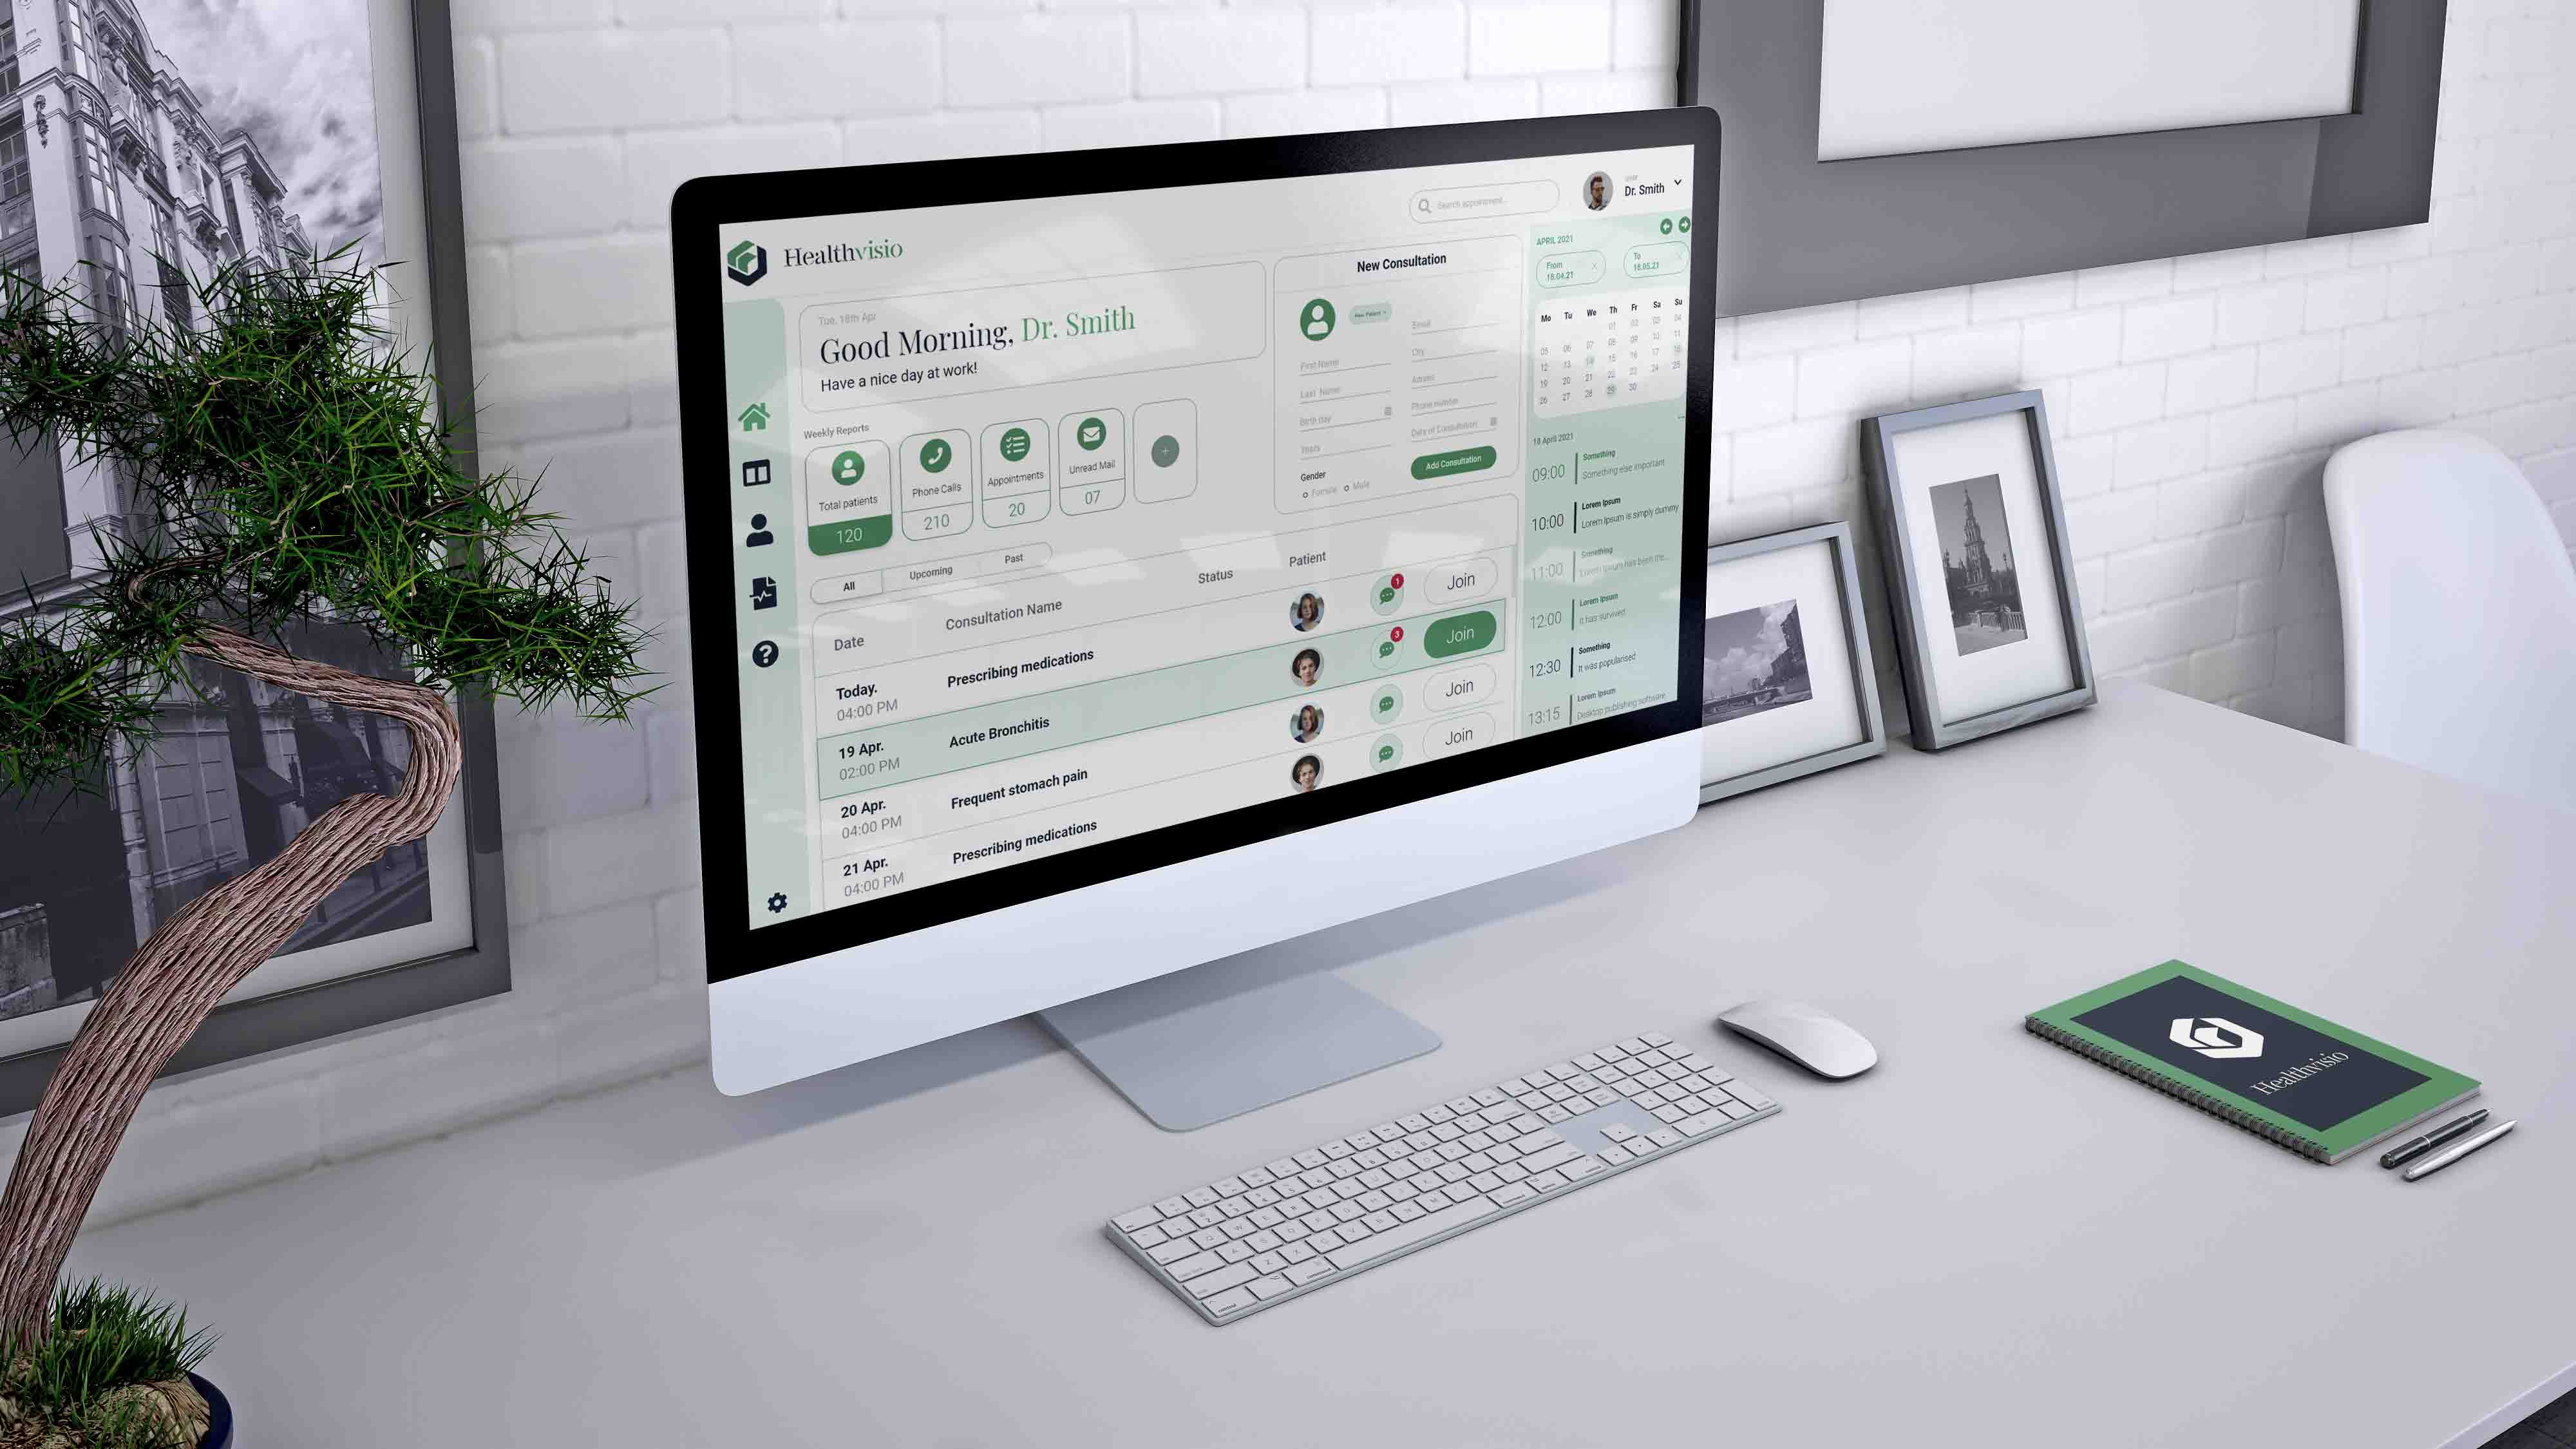 Healthvisio
Search appointment...
Dr. Smith
Tue. 18th Apr
Good Morning, Dr. Smith
Have a nice day at work!
Weekly Reports
Total patients
120
Phone Calls
210
Appointments
20
Unread Mail
07
+
New Consultation
New Patient
First Name
Last Name
Birth day
Gender
Female
Male
Email
City
Phone number
Date of Consultation
Add Consultation
All
Upcoming
Past
Date
Consultation Name
Status
Patient
Today.
04:00 PM
Prescribing medications
1
Join
19 Apr.
02:00 PM
Acute Bronchitis
3
Join
20 Apr.
04:00 PM
Frequent stomach pain
Join
21 Apr.
04:00 PM
Prescribing medications
Join
APRIL 2021
From
18.04.21
To
18.05.21
Mo Tu We Th Fr Sa Su
01 02 03 04
05 06 07 08 09 10 11
12 13 14 15 16 17 18
19 20 21 22 23 24 25
26 27 28 29 30
18 April 2021
09:00
Something
Something else important
10:00
Lorem Ipsum
Lorem Ipsum is simply dummy
11:00
Something
Lorem Ipsum has been the...
12:00
Lorem Ipsum
It has survived
12:30
Something
It was popularised
13:15
Lorem Ipsum
Desktop publishing software
Healthvisio